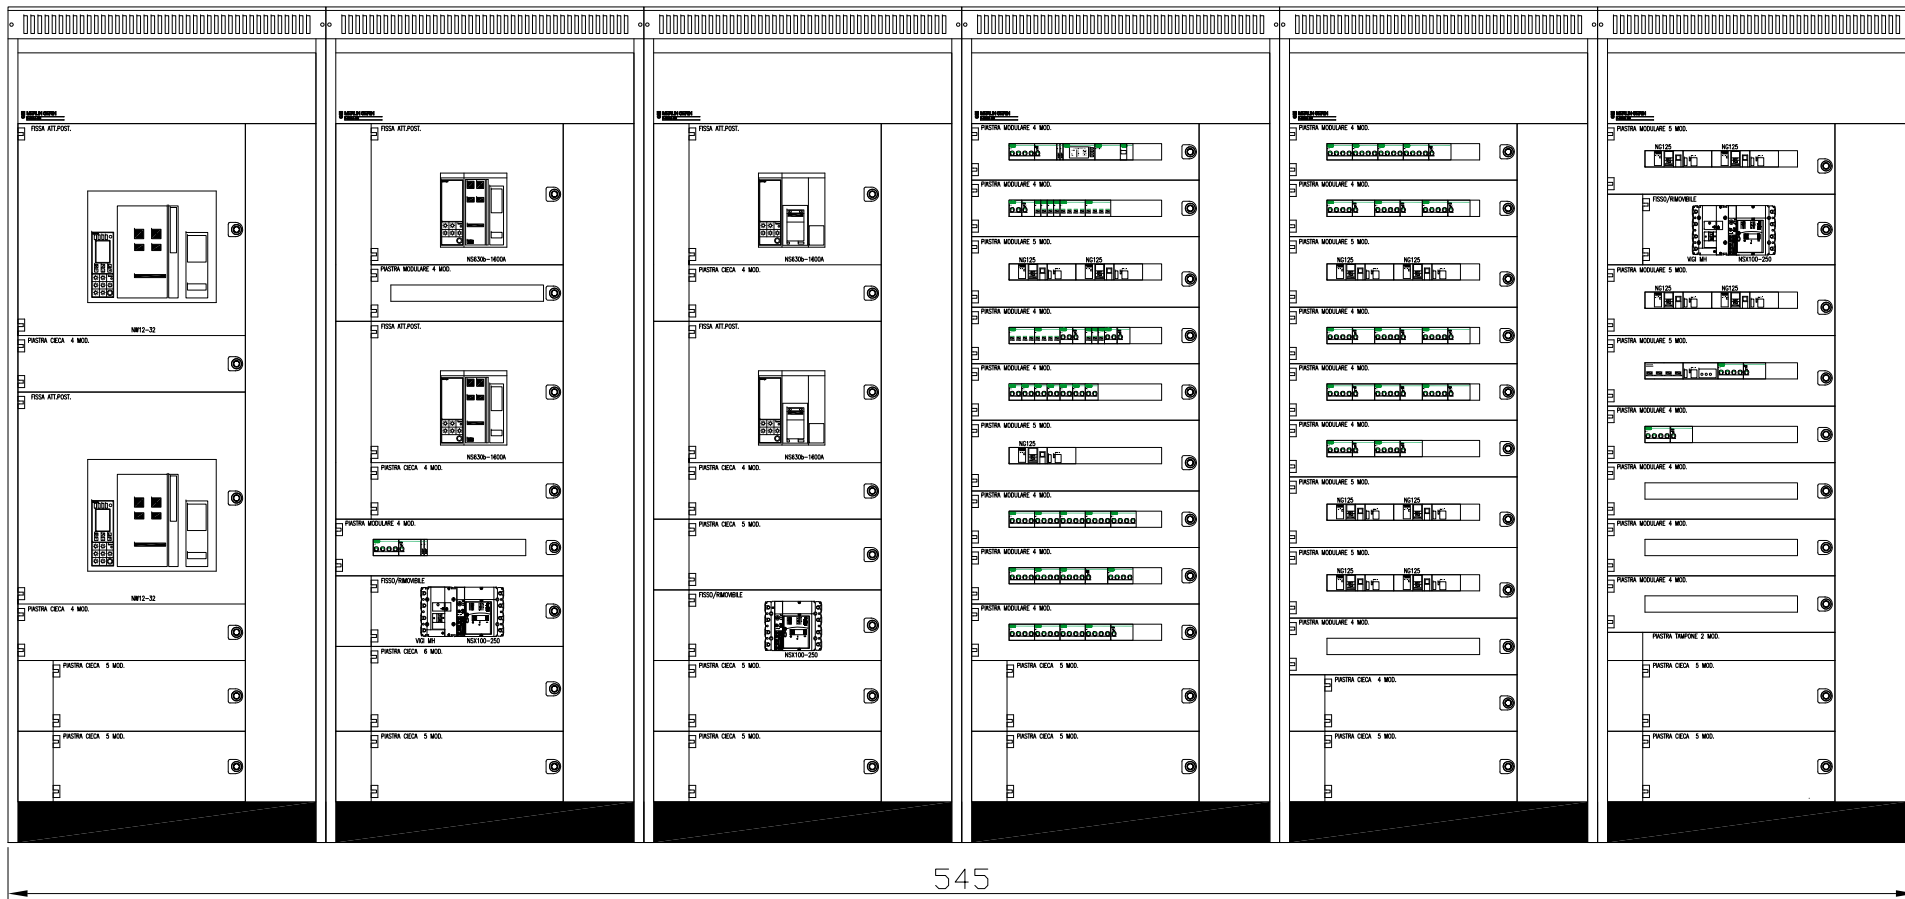 MERLIN GERIN
FISSA ATT.POST.
NW12-32
PIASTRA CIECA 4 MOD.
FISSA ATT.POST.
NW12-32
PIASTRA CIECA 4 MOD.
PIASTRA CIECA 5 MOD.
PIASTRA CIECA 5 MOD.
MERLIN GERIN
FISSA ATT.POST.
NS630b-1600A
PIASTRA MODULARE 4 MOD.
FISSA ATT.POST.
NS630b-1600A
PIASTRA CIECA 4 MOD.
PIASTRA MODULARE 4 MOD.
FISSO/RIMOVIBILE
VIGI MH NSX100-250
PIASTRA CIECA 6 MOD.
PIASTRA CIECA 5 MOD.
MERLIN GERIN
FISSA ATT.POST.
NS630b-1600A
PIASTRA CIECA 4 MOD.
FISSA ATT.POST.
NS630b-1600A
PIASTRA CIECA 4 MOD.
PIASTRA CIECA 5 MOD.
FISSO/RIMOVIBILE
NSX100-250
PIASTRA CIECA 5 MOD.
PIASTRA CIECA 5 MOD.
MERLIN GERIN
PIASTRA MODULARE 4 MOD.
PIASTRA MODULARE 4 MOD.
PIASTRA MODULARE 5 MOD.
NG125 NG125
PIASTRA MODULARE 4 MOD.
PIASTRA MODULARE 4 MOD.
PIASTRA MODULARE 5 MOD.
NG125
PIASTRA MODULARE 4 MOD.
PIASTRA MODULARE 4 MOD.
PIASTRA MODULARE 4 MOD.
PIASTRA CIECA 5 MOD.
PIASTRA CIECA 5 MOD.
MERLIN GERIN
PIASTRA MODULARE 4 MOD.
PIASTRA MODULARE 4 MOD.
PIASTRA MODULARE 5 MOD.
NG125 NG125
PIASTRA MODULARE 4 MOD.
PIASTRA MODULARE 4 MOD.
PIASTRA MODULARE 4 MOD.
PIASTRA MODULARE 5 MOD.
NG125 NG125
PIASTRA MODULARE 5 MOD.
NG125 NG125
PIASTRA MODULARE 4 MOD.
PIASTRA CIECA 4 MOD.
PIASTRA CIECA 5 MOD.
MERLIN GERIN
PIASTRA MODULARE 5 MOD.
NG125 NG125
FISSO/RIMOVIBILE
VIGI MH NSX100-250
PIASTRA MODULARE 5 MOD.
NG125 NG125
PIASTRA MODULARE 5 MOD.
PIASTRA MODULARE 4 MOD.
PIASTRA MODULARE 4 MOD.
PIASTRA MODULARE 4 MOD.
PIASTRA MODULARE 4 MOD.
PIASTRA TAMPONE 2 MOD.
PIASTRA CIECA 5 MOD.
PIASTRA CIECA 5 MOD.
545